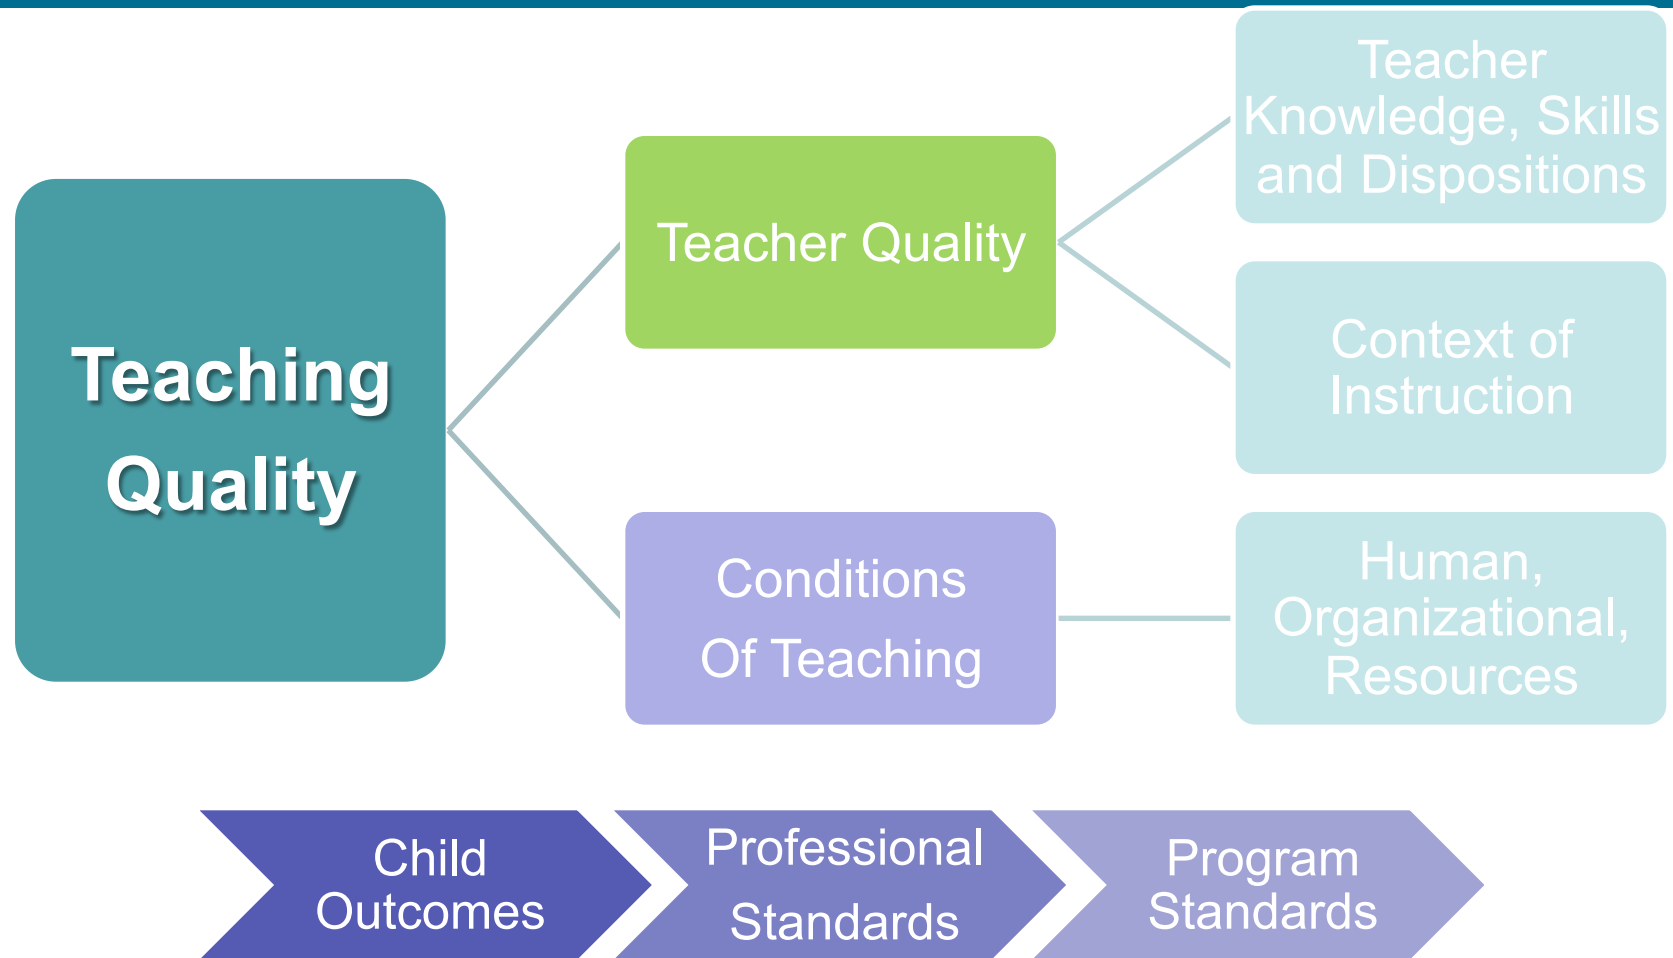 Teaching
Quality
Teacher Quality
Conditions
Of Teaching
Teacher
Knowledge, Skills
and Dispositions
Context of
Instruction
Human,
Organizational,
Resources
Child
Outcomes
Professional
Standards
Program
Standards